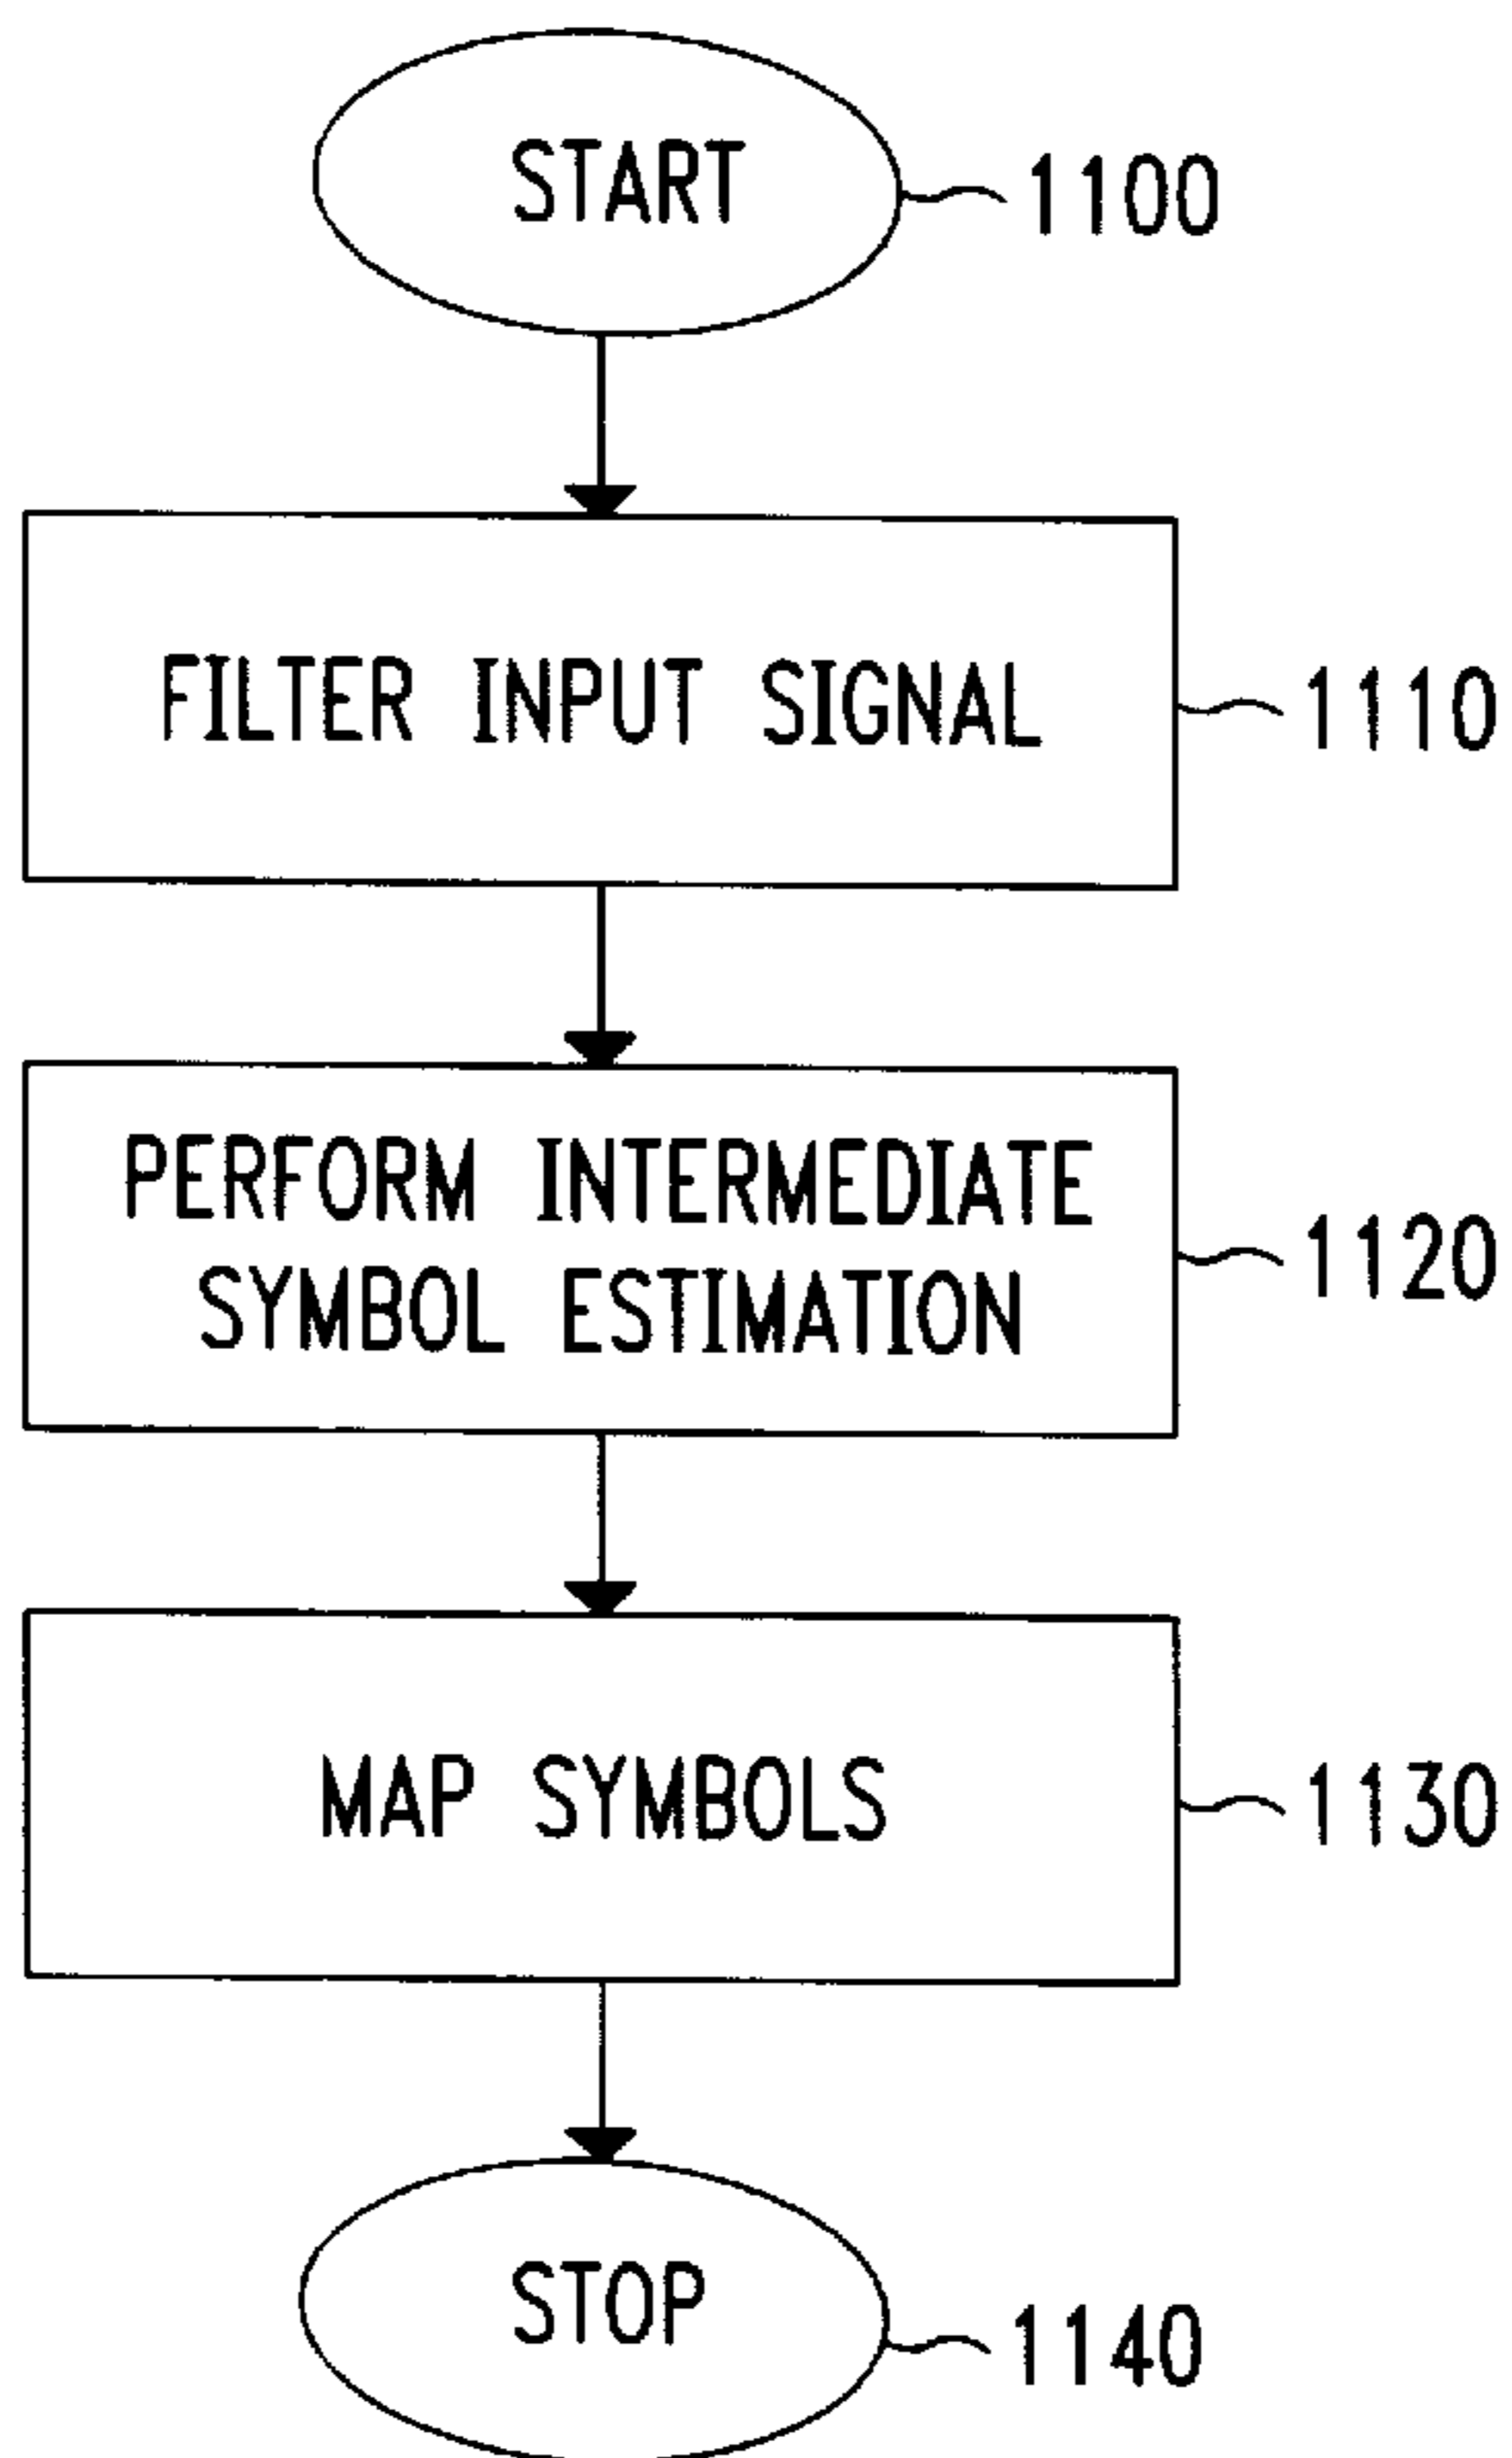 START
1100
FILTER INPUT SIGNAL
1110
PERFORM INTERMEDIATE
SYMBOL ESTIMATION
1120
MAP SYMBOLS
1130
STOP
1140